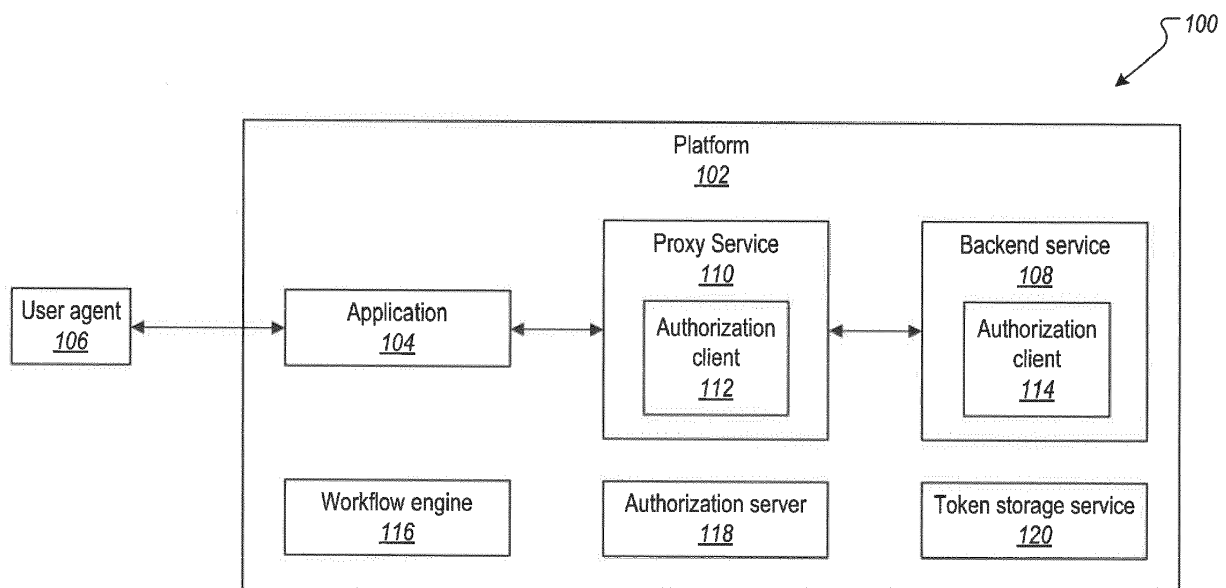 100
Platform
102
Proxy Service
110
Backend service
108
User agent
106
Application
104
Authorization
client
112
Authorization
client
114
Workflow engine
116
Authorization server
118
Token storage service
120